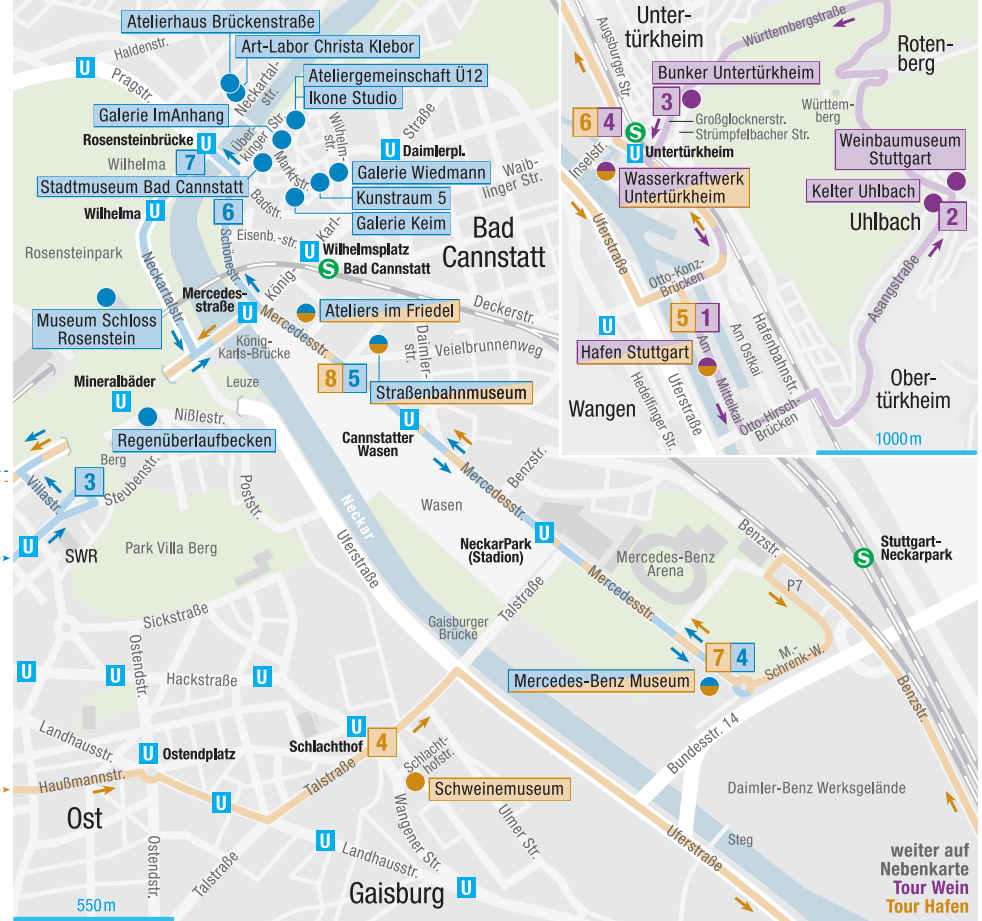 Atelierhaus Brückenstraße
Haldenstr.
Art-Labor Christa Klebor
U
Pragstr.
Neckartal-
str.
Ateliergemeinschaft Ü12
Ikone Studio
Galerie ImAnhang
Über-
kinger Str.
Wilhelm-
str.
Straße
Rosensteinbrücke
U
Wilhelma
7
Marktstr.
U
Daimlerpl.
Waib-
linger Str.
Stadtmuseum Bad Cannstatt
Galerie Wiedmann
Kunstraum 5
Galerie Keim
Badstr.
Wilhelma
U
6
Schönestr.
Eisenb.-str.
Karl-
Bad
Cannstatt
Rosensteinpark
U
Wilhelmsplatz
S
Bad Cannstatt
König-
Neckartalstr.
Mercedes-
straße
U
Deckerstr.
Museum Schloss
Rosenstein
Ateliers im Friedel
Mercedesstr.
Daimler-
str.
Veielbrunnenweg
König-
Karls-Brücke
8
5
Straßenbahnmuseum
Mineralbäder
U
Leuze
Nißlestr.
Regenüberlaufbecken
U
Cannstatter
Wasen
Berg
3
Steubenstr.
Villastr.
Poststr.
Mercedesstr.
Benzstr.
Wasen
Neckar
Uferstraße
U
SWR
Park Villa Berg
NeckarPark
(Stadion)
U
Mercedes-Benz
Arena
Benzstr.
Stuttgart-
Neckarpark
S
P7
Mercedesstr.
Talstraße
Sickstraße
Gaisburger
Brücke
M.-
Schrenk-W.
7
4
Mercedes-Benz Museum
Benzstr.
U
U
Ostendstr.
Hackstraße
U
Bundesstr. 14
Landhausstr.
U
Ostendplatz
Schlachthof
U
4
Haußmannstr.
Talstraße
Schlacht-
hofstr.
Schweinemuseum
Daimler-Benz Werksgelände
Ost
U
Wangener Str.
Ulmer Str.
Uferstraße
Steg
U
Landhausstr.
Ostendstr.
Talstraße
Gaisburg
U
550 m
weiter auf
Nebenkarte
Tour Wein
Tour Hafen
Unter-
türkheim
Augsburger Str.
Württembergstraße
Roten-
berg
Bunker Untertürkheim
3
6
4
S
Großglocknerstr.
Strümpfelbacher Str.
Württem-
berg
U
Untertürkheim
Inselstr.
Weinbaumuseum
Stuttgart
Wasserkraftwerk
Untertürkheim
Kelter Uhlbach
Uhlbach
2
Uferstraße
Otto-Konz-
Brücken
Asangstraße
5
1
U
Hafen Stuttgart
Am
Mittelkai
Am Ostkai
Hafenbahnstr.
Wangen
Hedelfinger Str.
Uferstraße
Otto-Hirsch-
Brücken
Ober-
türkheim
1000 m